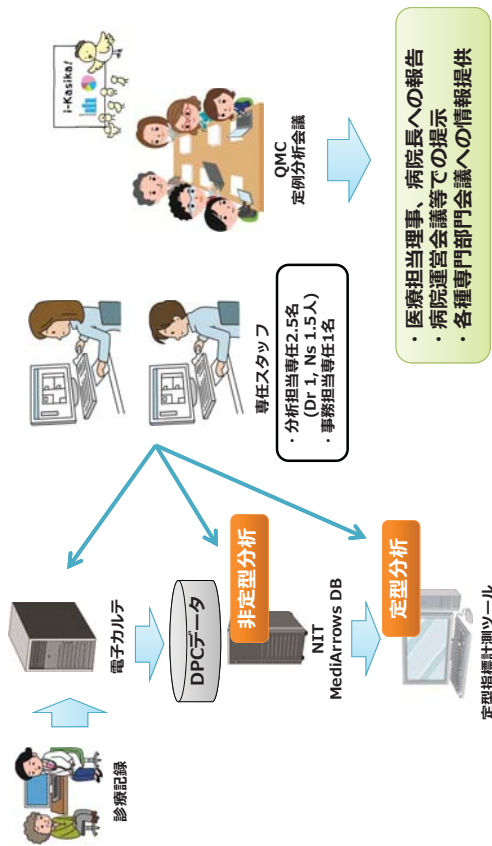 診療記録
電子カルテ
DPCデータ
非定型分析
NIT
MediArrows DB
定型分析
定型指標計測ツール
専任スタッフ
・分析担当専任2.5名
(Dr 1, Ns 1.5人)
・事務担当専任1名
i-Kasika!
QMC
定例分析会議
・医療担当理事、病院長への報告
・病院運営会議等での提示
・各種専門部門会議への情報提供